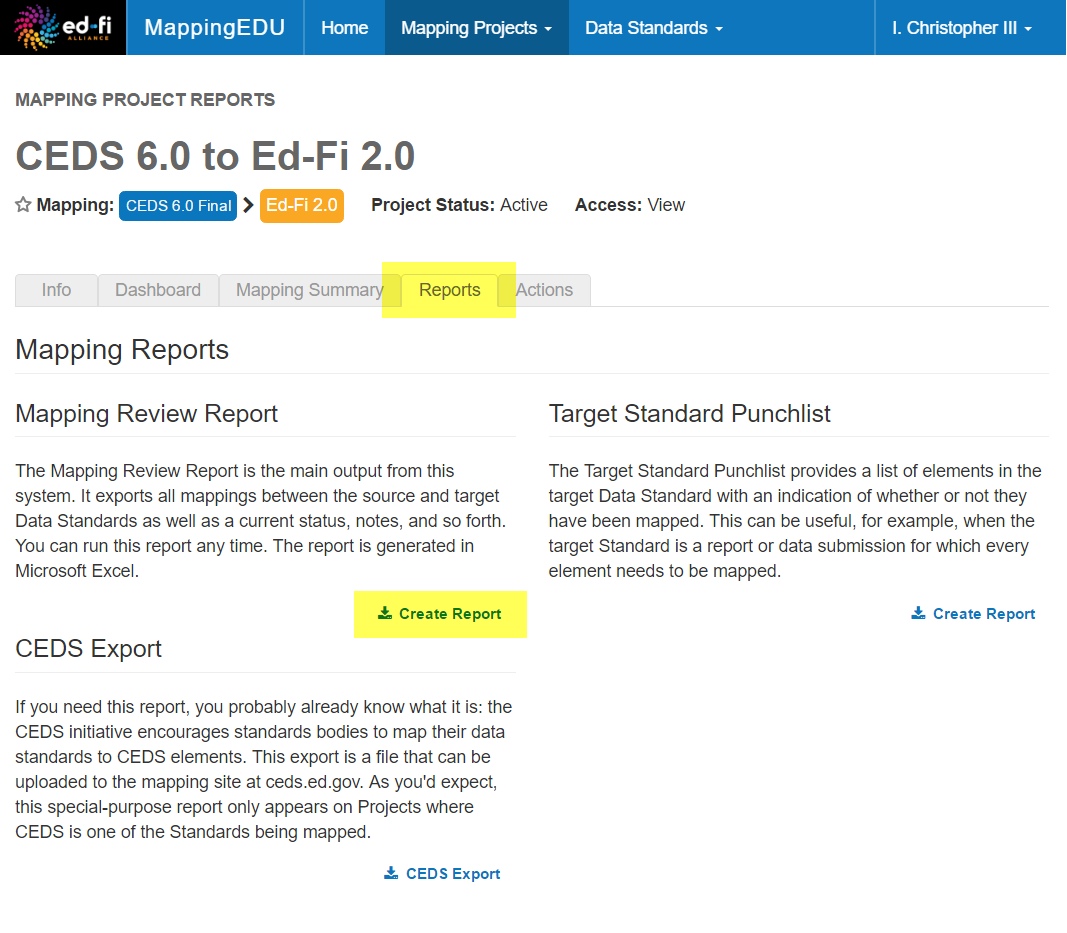 ed-fi
ALLIANCE
MappingEDU
Home
Mapping Projects
Data Standards
I. Christopher III
MAPPING PROJECT REPORTS
CEDS 6.0 to Ed-Fi 2.0
Mapping: CEDS 6.0 Final Ed-Fi 2.0 Project Status: Active Access: View
Info
Dashboard
Mapping Summary
Reports
Actions
Mapping Reports
Mapping Review Report
The Mapping Review Report is the main output from this
system. It exports all mappings between the source and target
Data Standards as well as a current status, notes, and so forth.
You can run this report any time. The report is generated in
Microsoft Excel.
Create Report
Target Standard Punchlist
The Target Standard Punchlist provides a list of elements in the
target Data Standard with an indication of whether or not they
have been mapped. This can be useful, for example, when the
target Standard is a report or data submission for which every
element needs to be mapped.
Create Report
CEDS Export
If you need this report, you probably already know what it is: the
CEDS initiative encourages standards bodies to map their data
standards to CEDS elements. This export is a file that can be
uploaded to the mapping site at ceds.ed.gov. As you'd expect,
this special-purpose report only appears on Projects where
CEDS is one of the Standards being mapped.
CEDS Export